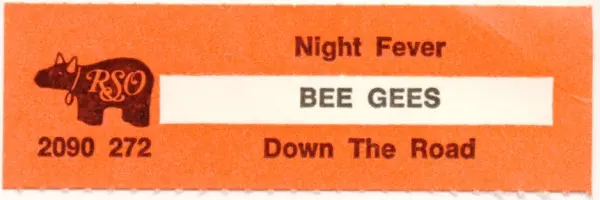 Night Fever
RSO
BEE GEES
2090 272
Down The Road